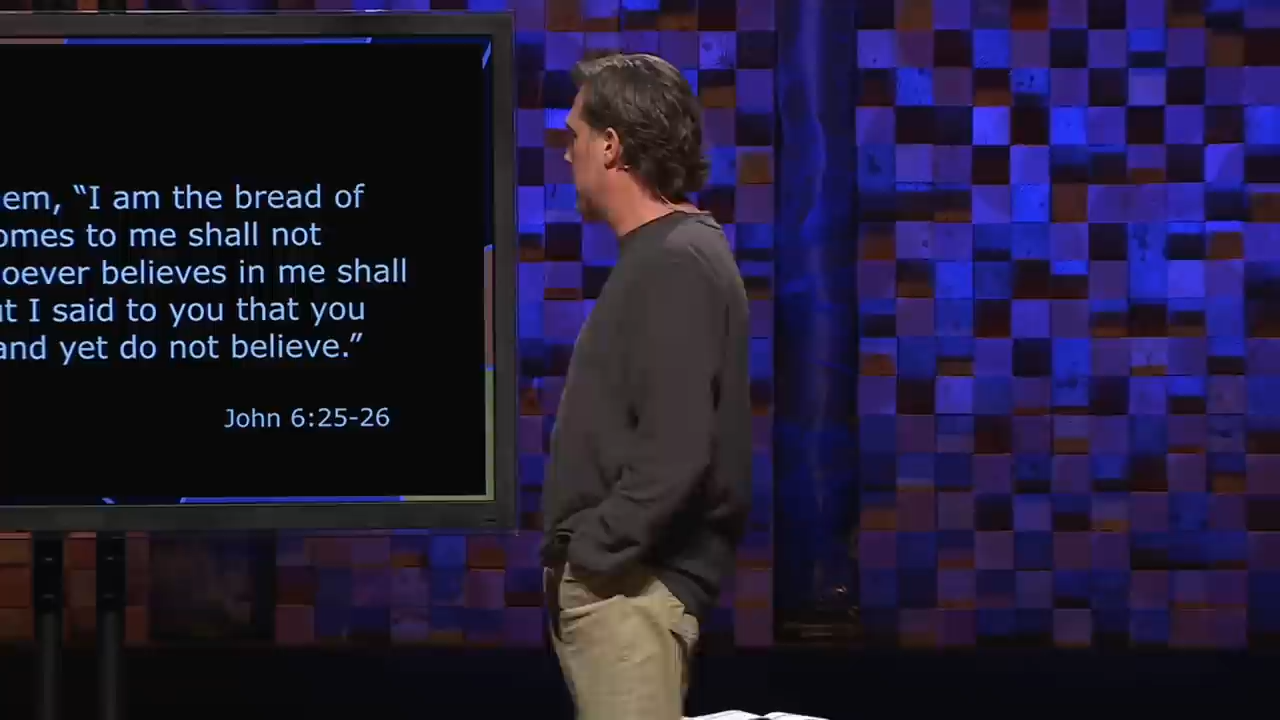 em, “I am the bread of
omes to me shall not
oever believes in me shall
t I said to you that you
and yet do not believe.”
John 6:25-26